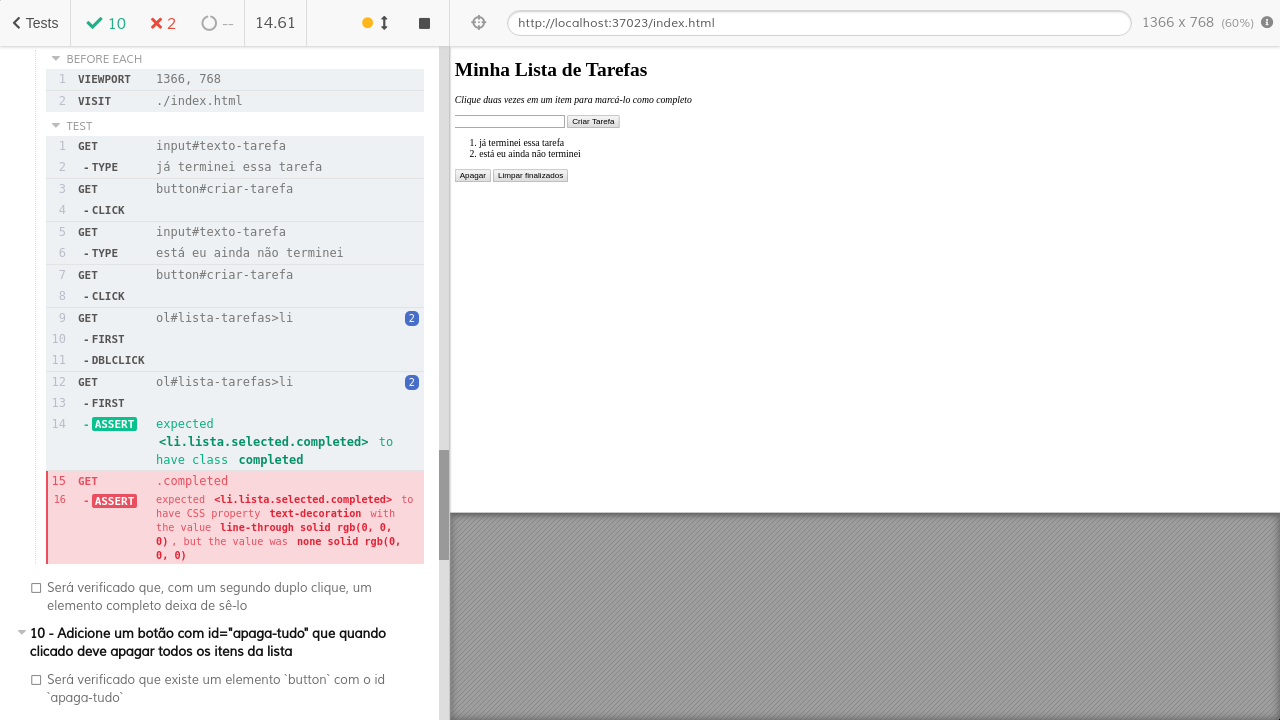 Tests
10
2
--
14.61
http://localhost:37023/index.html
1366 x 768 (60%)
BEFORE EACH
1 VIEWPORT 1366, 768
2 VISIT ./index.html
TEST
1 GET input#texto-tarefa
2 - TYPE já terminei essa tarefa
3 GET button#criar-tarefa
4 - CLICK
5 GET input#texto-tarefa
6 - TYPE está eu ainda não terminei
7 GET button#criar-tarefa
8 - CLICK
9 GET ol#lista-tarefas>li 2
10 - FIRST
11 - DBLCLICK
12 GET ol#lista-tarefas>li 2
13 - FIRST
14 - ASSERT expected
<li.lista.selected.completed> to
have class completed
15 GET .completed
16 - ASSERT expected <li.lista.selected.completed> to
have CSS property text-decoration with
the value line-through solid rgb(0, 0,
0), but the value was none solid rgb(0,
0, 0)
Será verificado que, com um segundo duplo clique, um
elemento completo deixa de sê-lo
10 - Adicione um botão com id="apaga-tudo" que quando
clicado deve apagar todos os itens da lista
Será verificado que existe um elemento `button` com o id
`apaga-tudo`
Minha Lista de Tarefas
Clique duas vezes em um item para marcá-lo como completo
Criar Tarefa
1. já terminei essa tarefa
2. está eu ainda não terminei
Apagar Limpar finalizados